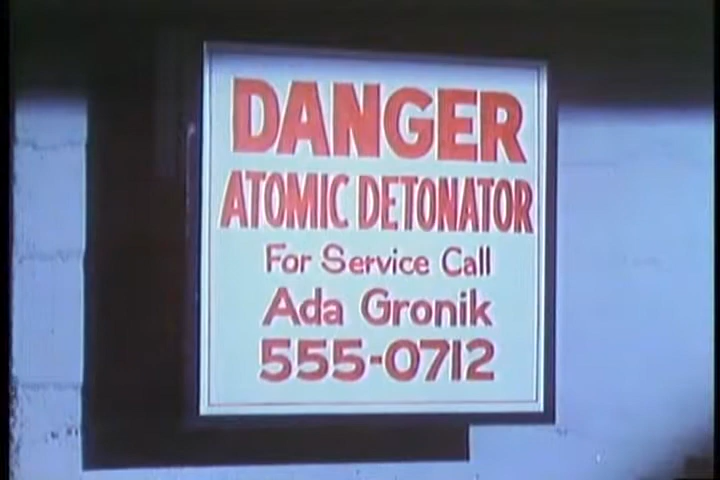 DANGER
ATOMIC DETONATOR
For Service Call
Ada Gronik
555-0712